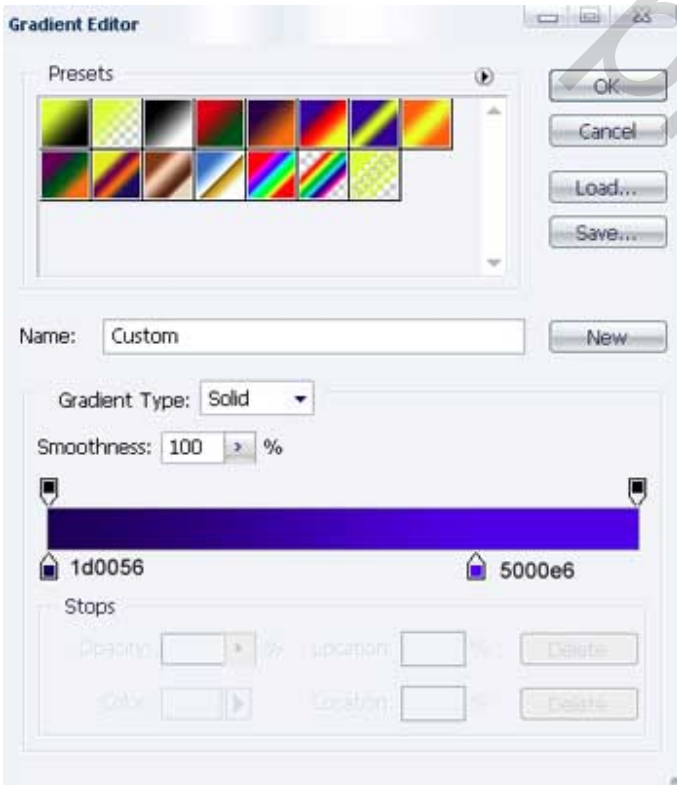 Gradient Editor
Presets
OK
Cancel
Load...
Save...
Name: Custom
New
Gradient Type: Solid
Smoothness: 100 %
1d0056
5000e6
Stops
Opacity: % Location: % Delete
Color: Location: % Delete